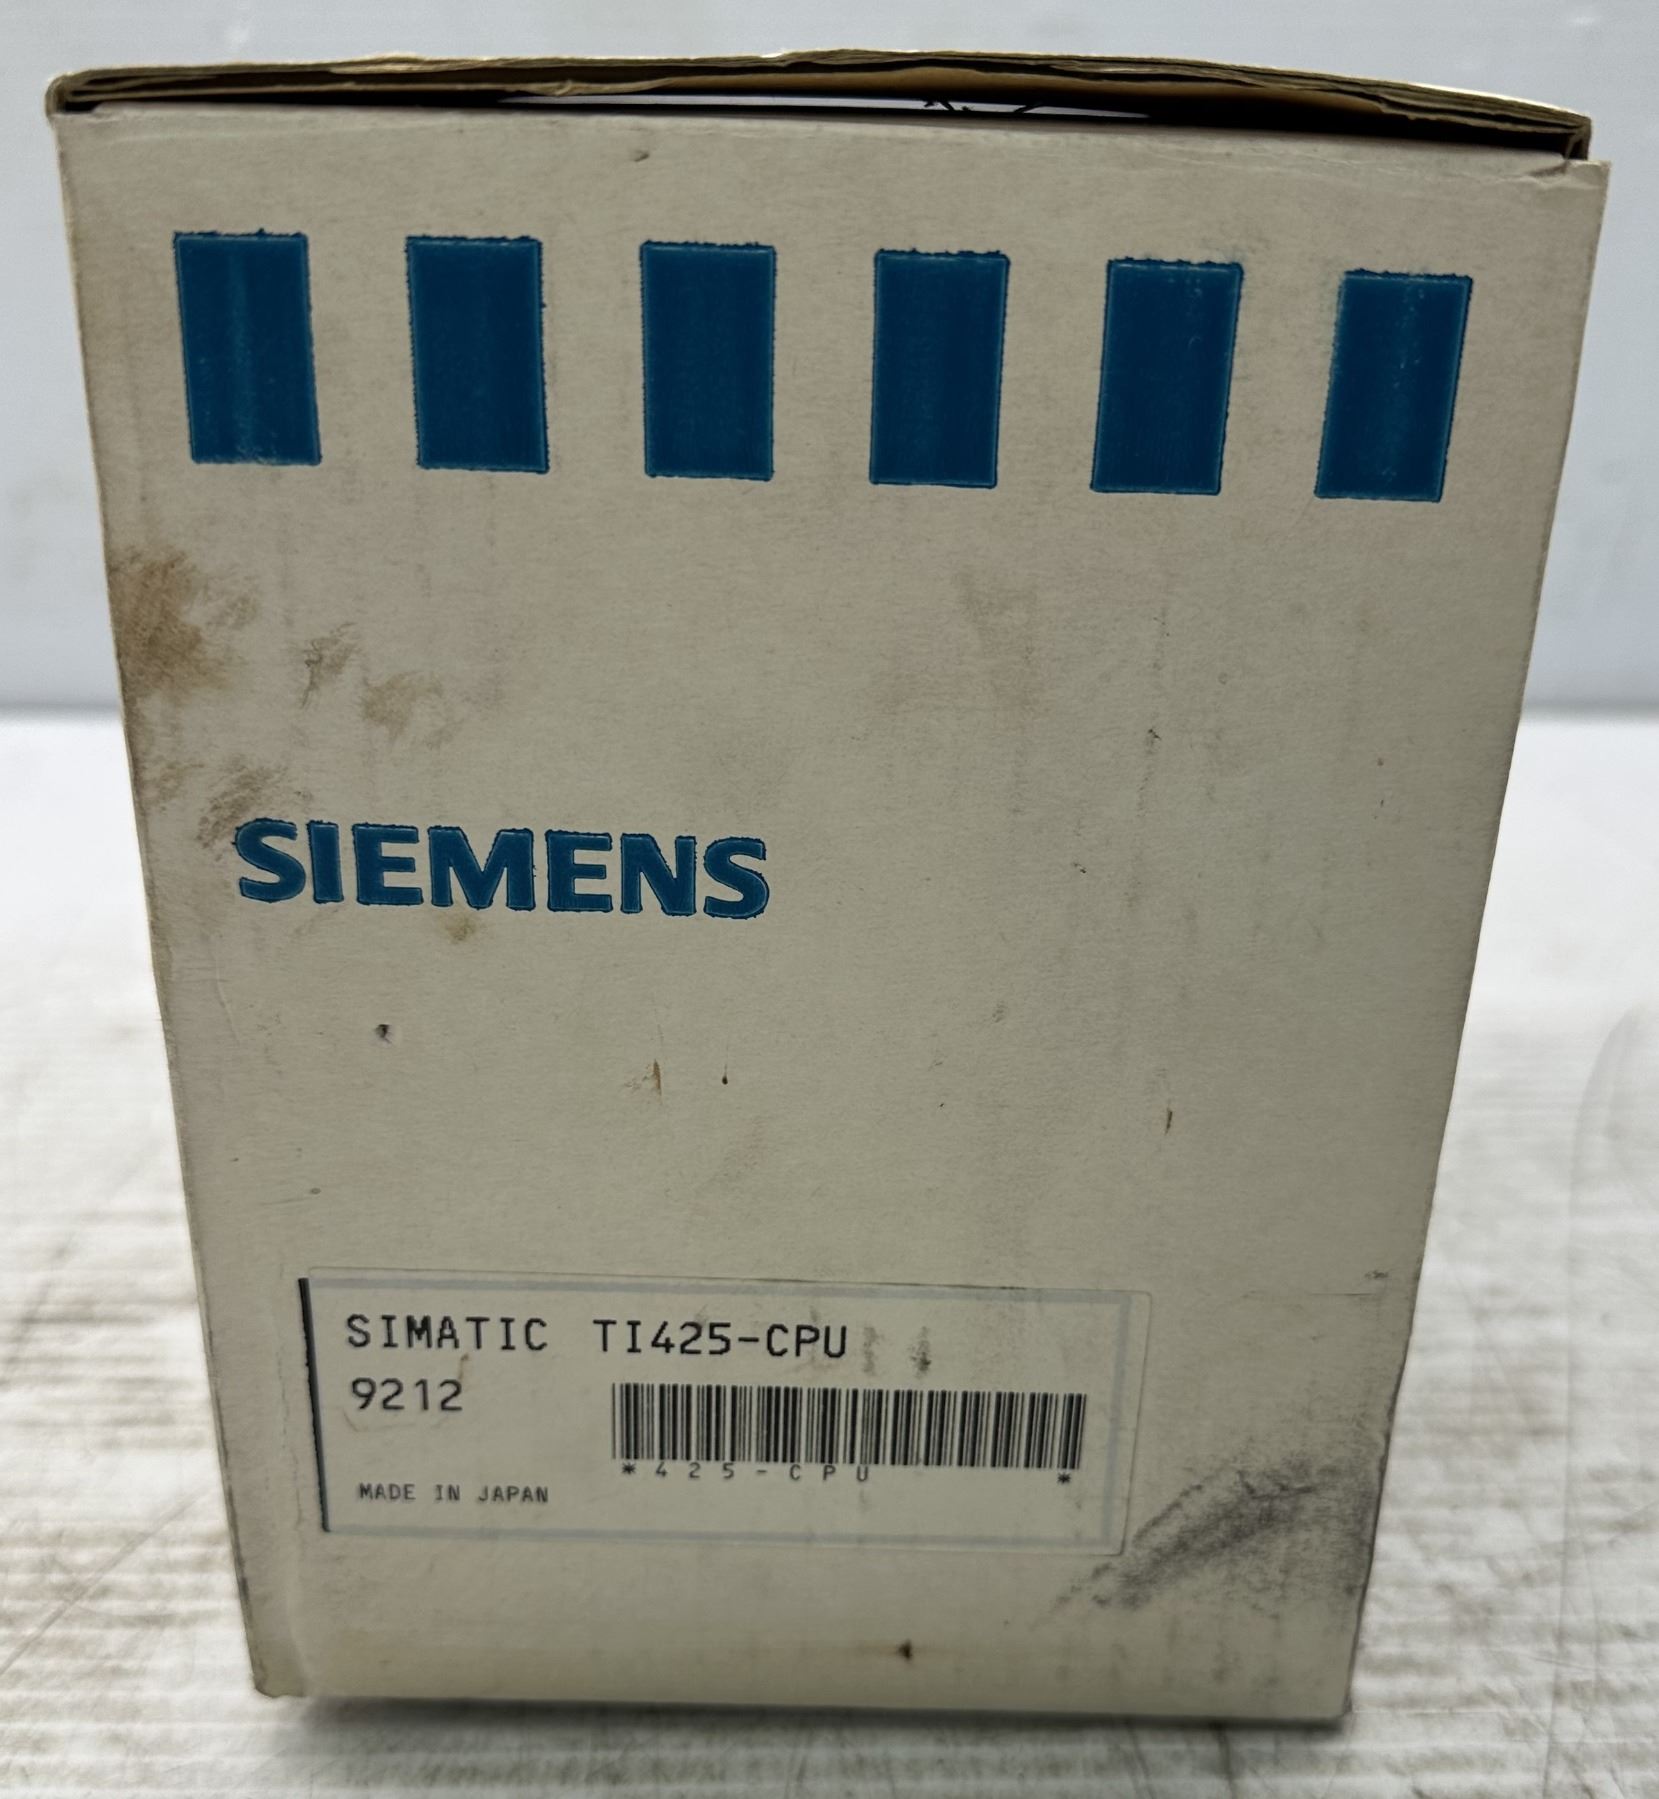 SIEMENS
SIMATIC TI425-CPU
9212
*425-CPU *
MADE IN JAPAN